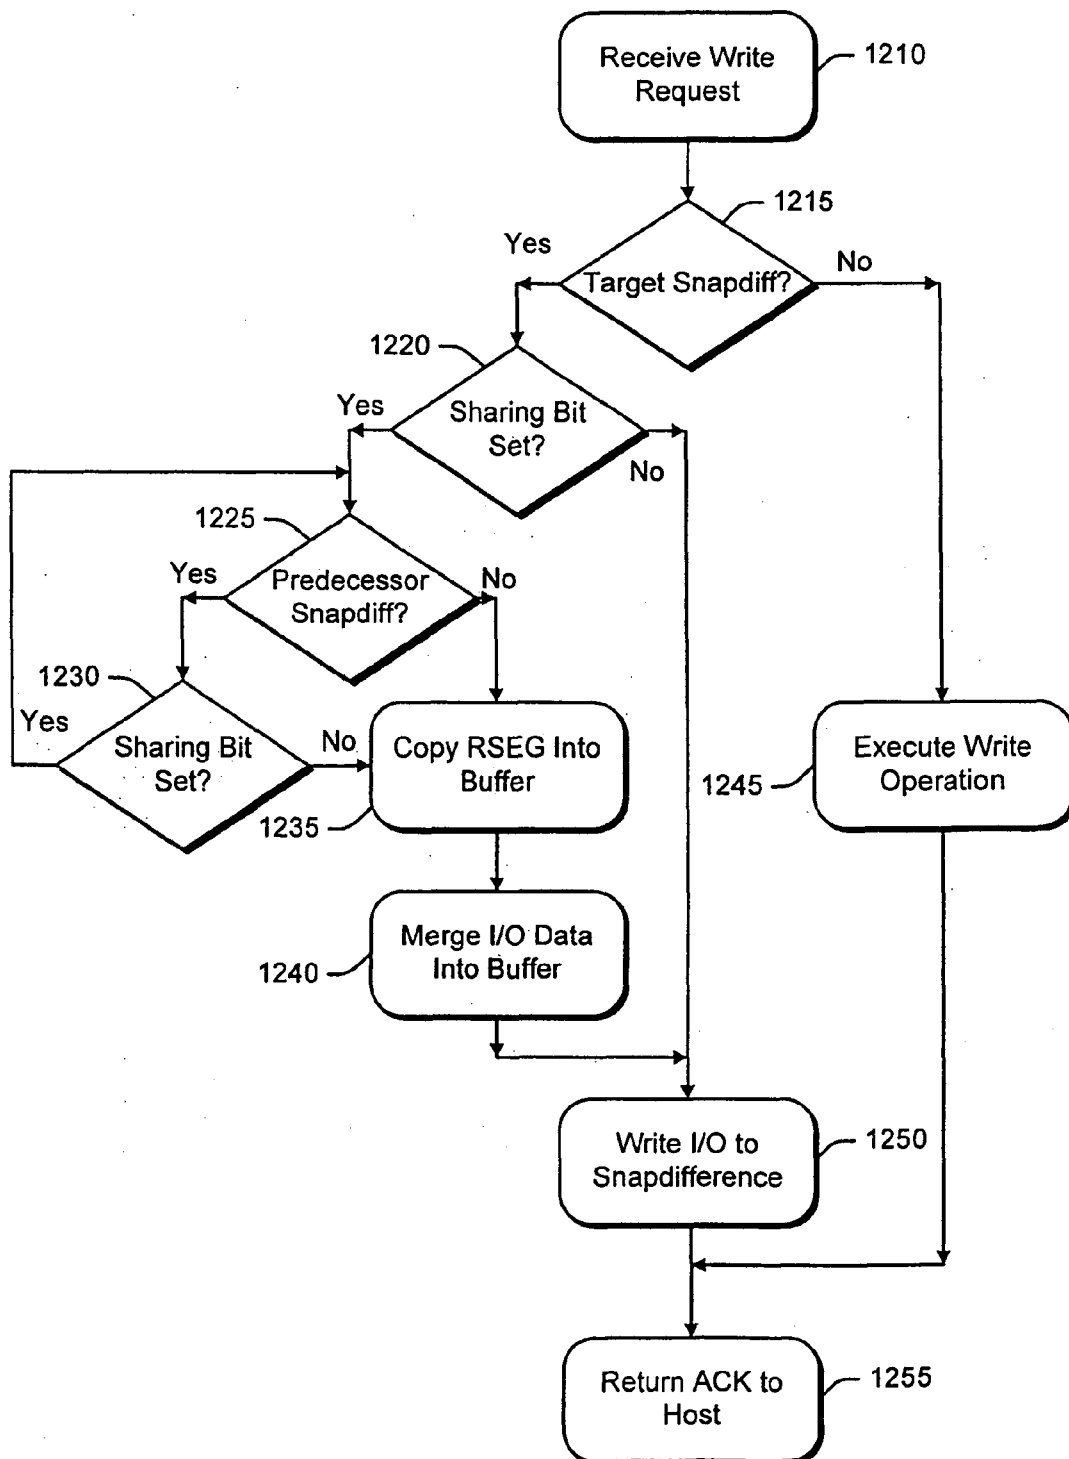 Receive Write
Request
1210
1215
Yes
Target Snapdiff?
No
1220
Yes
Sharing Bit
Set?
No
1225
Yes
Predecessor
Snapdiff?
No
1230
Yes
Sharing Bit
Set?
No
Copy RSEG Into
Buffer
1235
Execute Write
Operation
1245
Merge I/O Data
Into Buffer
1240
Write I/O to
Snapdifference
1250
Return ACK to
Host
1255